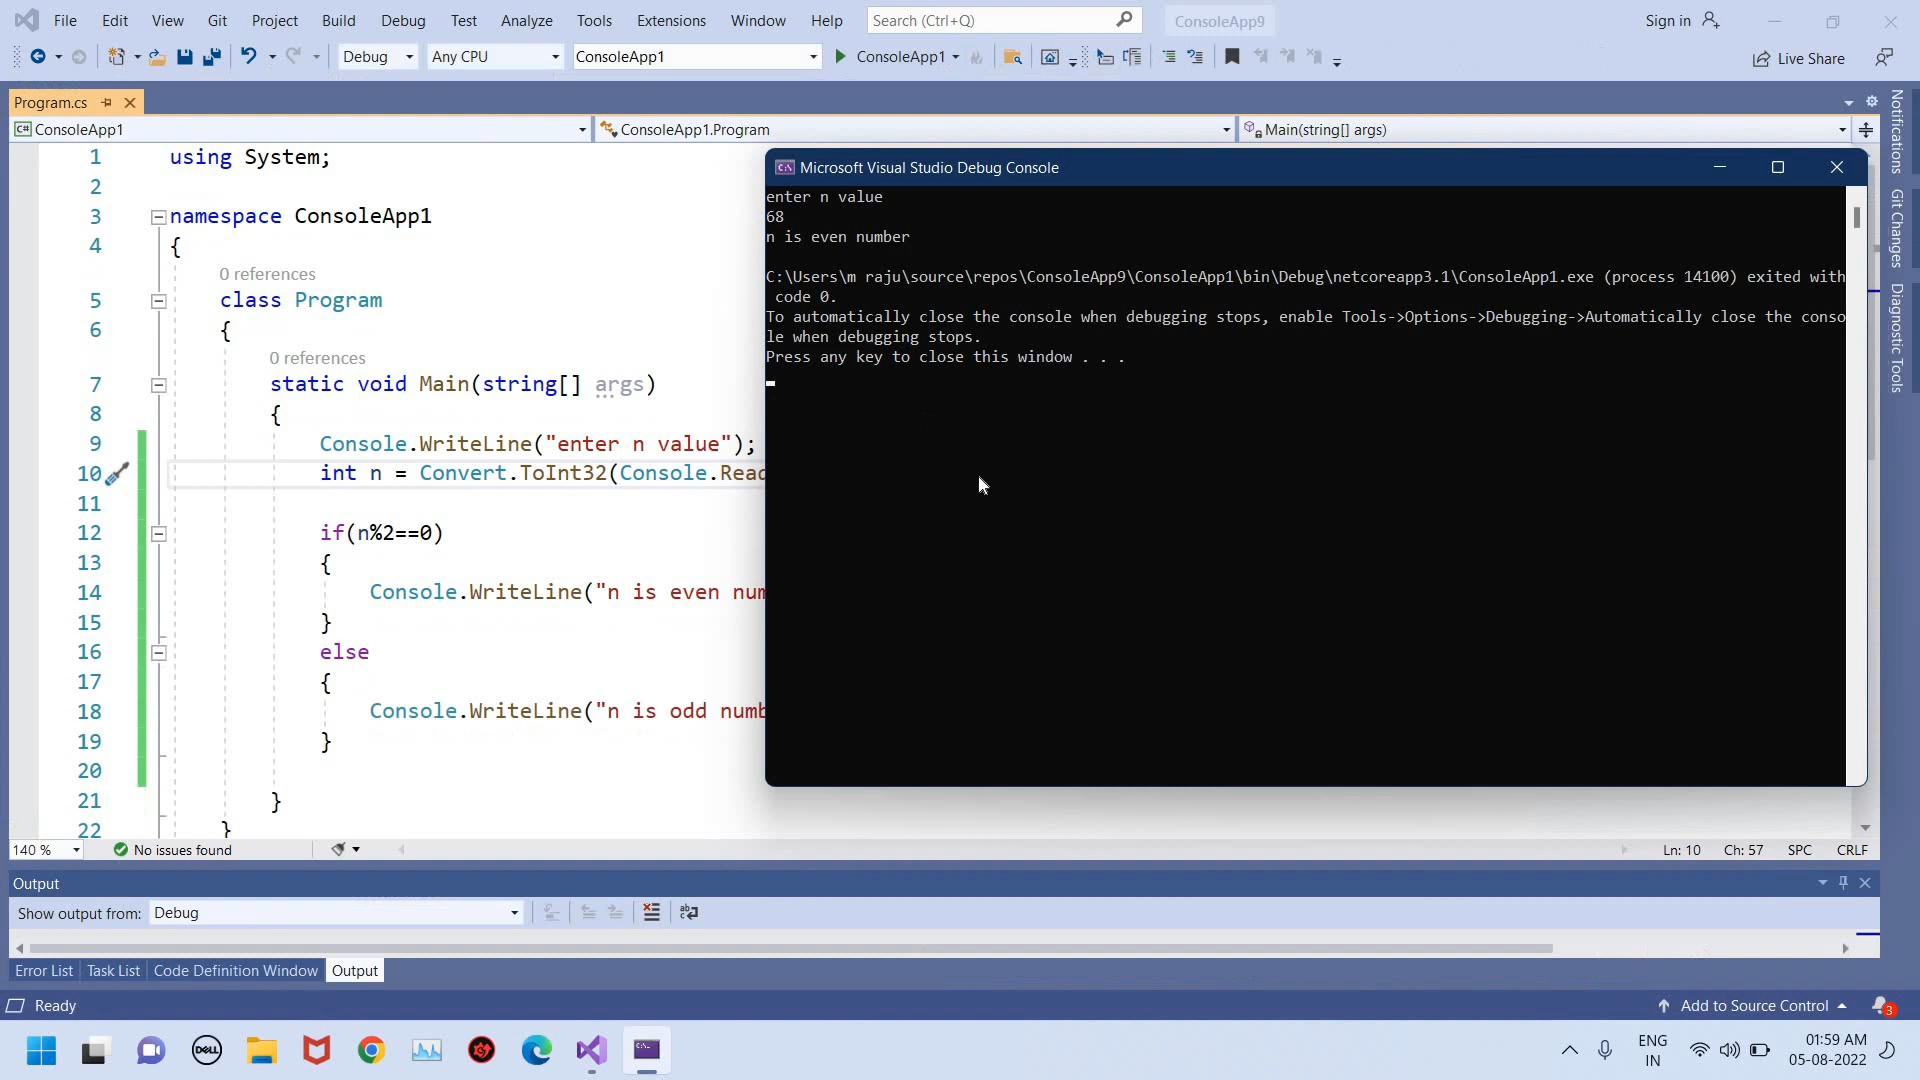 File Edit View Git Project Build Debug Test Analyze Tools Extensions Window Help Search (Ctrl+Q) ConsoleApp9 Sign in
Debug Any CPU ConsoleApp1 ConsoleApp1 Live Share
Program.cs
ConsoleApp1 ConsoleApp1.Program Main(string[] args)
Notifications
Git Changes
Diagnostic Tools
1 using System;
2
3 namespace ConsoleApp1
4 {
0 references
5 class Program
6 {
0 references
7 static void Main(string[] args)
8 {
9 Console.WriteLine("enter n value");
10 int n = Convert.ToInt32(Console.Read
11
12 if(n%2==0)
13 {
14 Console.WriteLine("n is even num
15 }
16 else
17 {
18 Console.WriteLine("n is odd numb
19 }
20
21 }
22 }
Microsoft Visual Studio Debug Console
enter n value
68
n is even number
C:\Users\m raju\source\repos\ConsoleApp9\ConsoleApp1\bin\Debug\netcoreapp3.1\ConsoleApp1.exe (process 14100) exited with
code 0.
To automatically close the console when debugging stops, enable Tools->Options->Debugging->Automatically close the conso
le when debugging stops.
Press any key to close this window . . .
140 % No issues found Ln: 10 Ch: 57 SPC CRLF
Output
Show output from: Debug
Error List Task List Code Definition Window Output
Ready Add to Source Control 3
DELL
ENG
IN
01:59 AM
05-08-2022